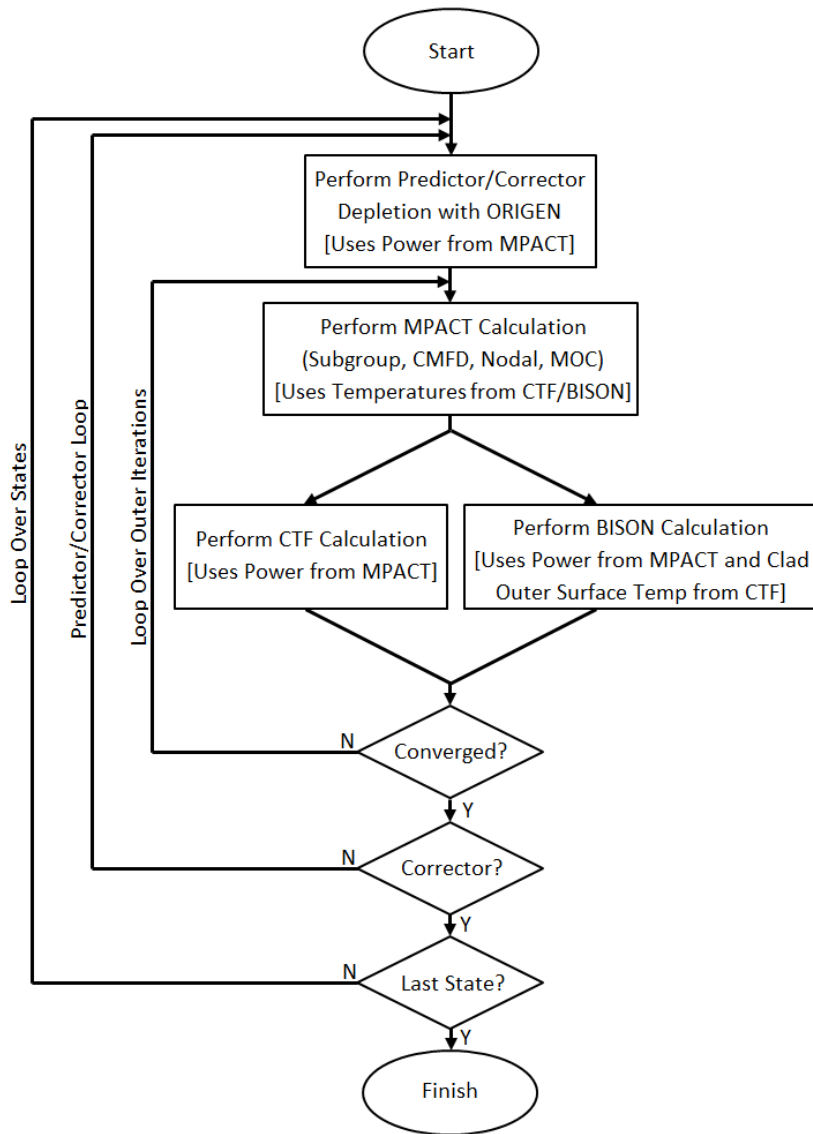 Start
Perform Predictor/Corrector
Depletion with ORIGEN
[Uses Power from MPACT]
Perform MPACT Calculation
(Subgroup, CMFD, Nodal, MOC)
[Uses Temperatures from CTF/BISON]
Loop Over States
Predictor/Corrector Loop
Loop Over Outer Iterations
Perform CTF Calculation
[Uses Power from MPACT]
Perform BISON Calculation
[Uses Power from MPACT and Clad
Outer Surface Temp from CTF]
N
Converged?
Y
N
Corrector?
Y
N
Last State?
Y
Finish